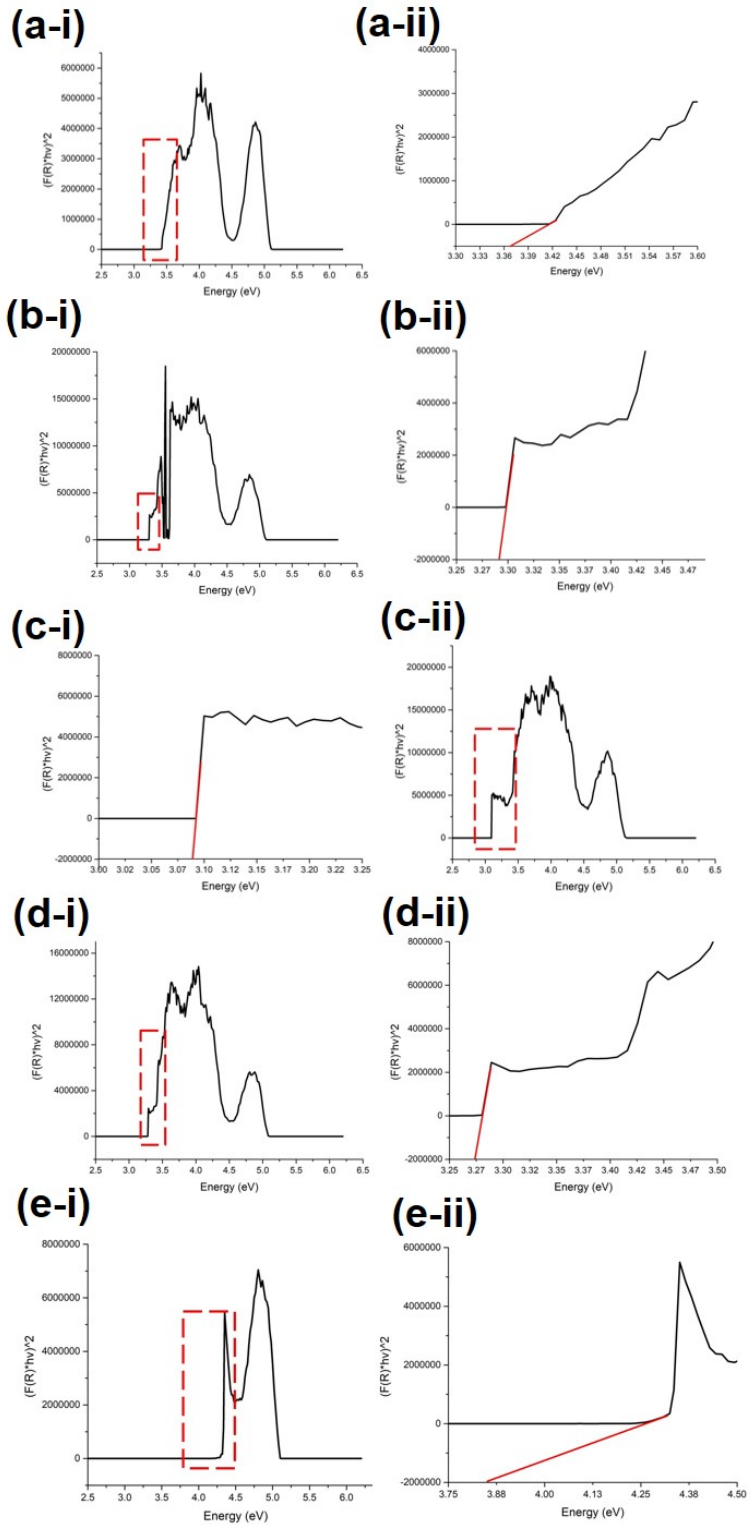 (a-i)
(a-ii)
6000000
5000000
4000000
3000000
2000000
1000000
0
(F(R)*hv)^2
2.5 3.0 3.5 4.0 4.5 5.0 5.5 6.0 6.5
Energy (eV)
4000000
3000000
2000000
1000000
0
(F(R)*hv)^2
3.30 3.33 3.36 3.39 3.42 3.45 3.48 3.51 3.54 3.57 3.60
Energy (eV)
(b-i)
(b-ii)
20000000
15000000
10000000
5000000
0
(F(R)*hv)^2
2.5 3.0 3.5 4.0 4.5 5.0 5.5 6.0 6.5
Energy (eV)
6000000
4000000
2000000
0
-2000000
(F(R)*hv)^2
3.25 3.27 3.30 3.32 3.35 3.37 3.40 3.42 3.45 3.47
Energy (eV)
(c-i)
(c-ii)
8000000
6000000
4000000
2000000
0
-2000000
(F(R)*hv)^2
3.00 3.02 3.05 3.07 3.10 3.12 3.15 3.17 3.20 3.22 3.25
Energy (eV)
20000000
15000000
10000000
5000000
0
(F(R)*hv)^2
2.5 3.0 3.5 4.0 4.5 5.0 5.5 6.0 6.5
Energy (eV)
(d-i)
(d-ii)
16000000
12000000
8000000
4000000
0
(F(R)*hv)^2
2.5 3.0 3.5 4.0 4.5 5.0 5.5 6.0 6.5
Energy (eV)
8000000
6000000
4000000
2000000
0
-2000000
(F(R)*hv)^2
3.25 3.27 3.30 3.32 3.35 3.37 3.40 3.42 3.45 3.47 3.50
Energy (eV)
(e-i)
(e-ii)
8000000
6000000
4000000
2000000
0
(F(R)*hv)^2
2.5 3.0 3.5 4.0 4.5 5.0 5.5 6.0
Energy (eV)
6000000
4000000
2000000
0
-2000000
(F(R)*hv)^2
3.75 3.88 4.00 4.13 4.25 4.38 4.50
Energy (eV)